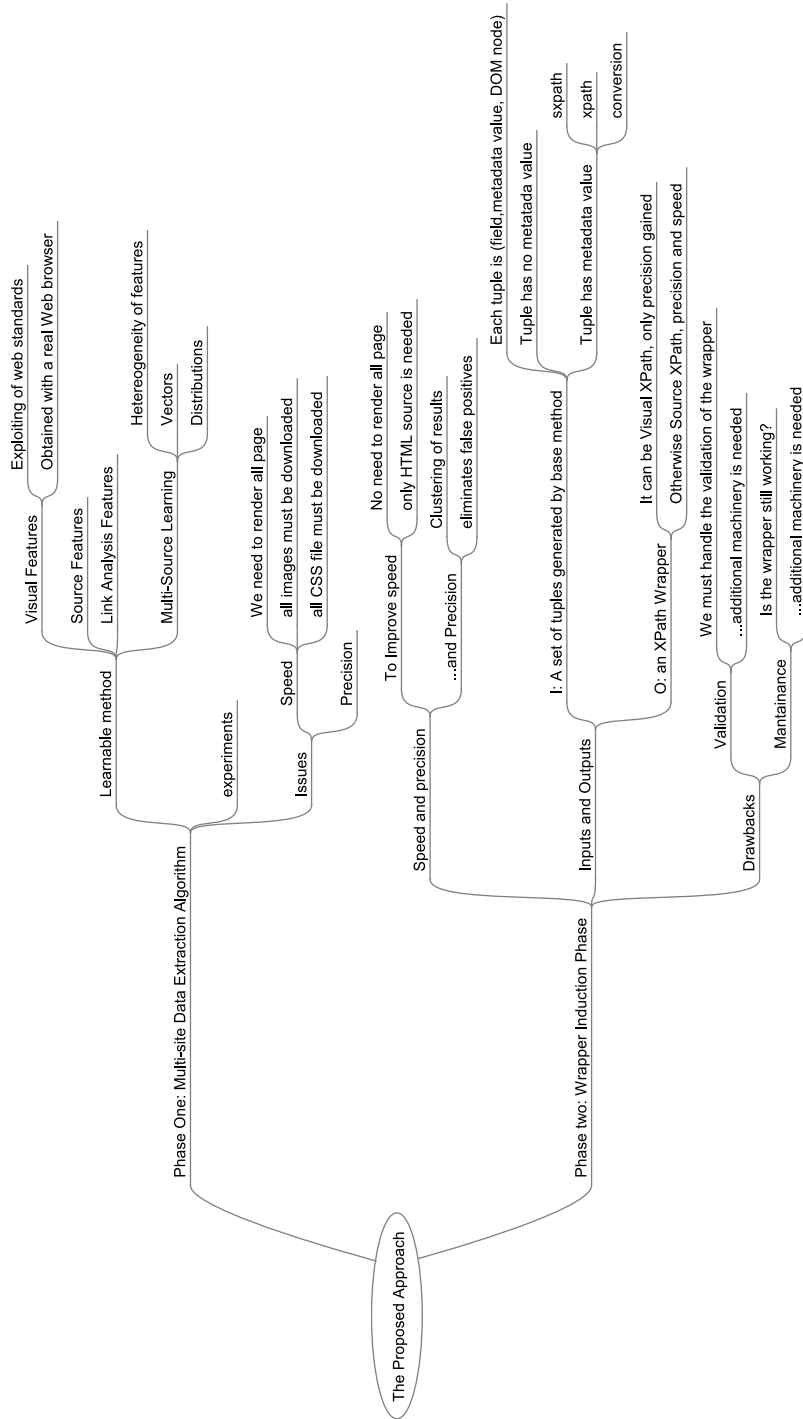 The Proposed Approach
Phase One: Multi-site Data Extraction Algorithm
Learnable method
Visual Features
Exploiting of web standards
Obtained with a real Web browser
Source Features
Link Analysis Features
Multi-Source Learning
Hetereogeneity of features
Vectors
Distributions
experiments
Issues
Speed
We need to render all page
all images must be downloaded
all CSS file must be downloaded
Precision
Phase two: Wrapper Induction Phase
Speed and precision
To Improve speed
No need to render all page
only HTML source is needed
...and Precision
Clustering of results
eliminates false positives
Inputs and Outputs
I: A set of tuples generated by base method
Each tuple is (field,metadata value, DOM node)
Tuple has no metatada value
Tuple has metadata value
sxpath
xpath
conversion
O: an XPath Wrapper
It can be Visual XPath, only precision gained
Otherwise Source XPath, precision and speed
Drawbacks
Validation
We must handle the validation of the wrapper
...additional machinery is needed
Mantainance
Is the wrapper still working?
...additional machinery is needed